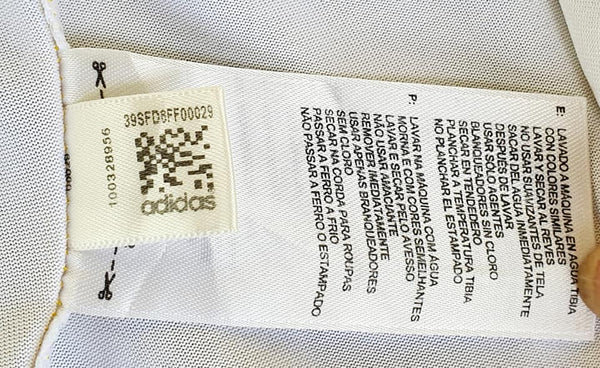 39SFD6FF00029
100328956
adidas
E: LAVADO A MÁQUINA EN AGUA TIBIA
CON COLORES SIMILARES
LAVAR Y SECAR AL REVÉS
NO USAR SUAVIZANTES DE TELA
SACAR DEL AGUA INMEDIATAMENTE
DESPUÉS DE LAVAR
USAR SÓLO AGENTES
BLANQUEADORES SIN CLORO
SECAR EN TENDEDERO
PLANCHAR A TEMPERATURA TIBIA
NO PLANCHAR EL ESTAMPADO
P: LAVAR NA MÁQUINA COM ÁGUA
MORNA E COM CORES SEMELHANTES
LAVAR E SECAR PELO AVESSO
NÃO USAR AMACIANTE
REMOVER IMEDIATAMENTE
USAR APENAS BRANQUEADORES
SEM CLORO
SECAR NA CORDA PARA ROUPAS
PASSAR A FERRO A FRIO
NÃO PASSAR A FERRO O ESTAMPADO